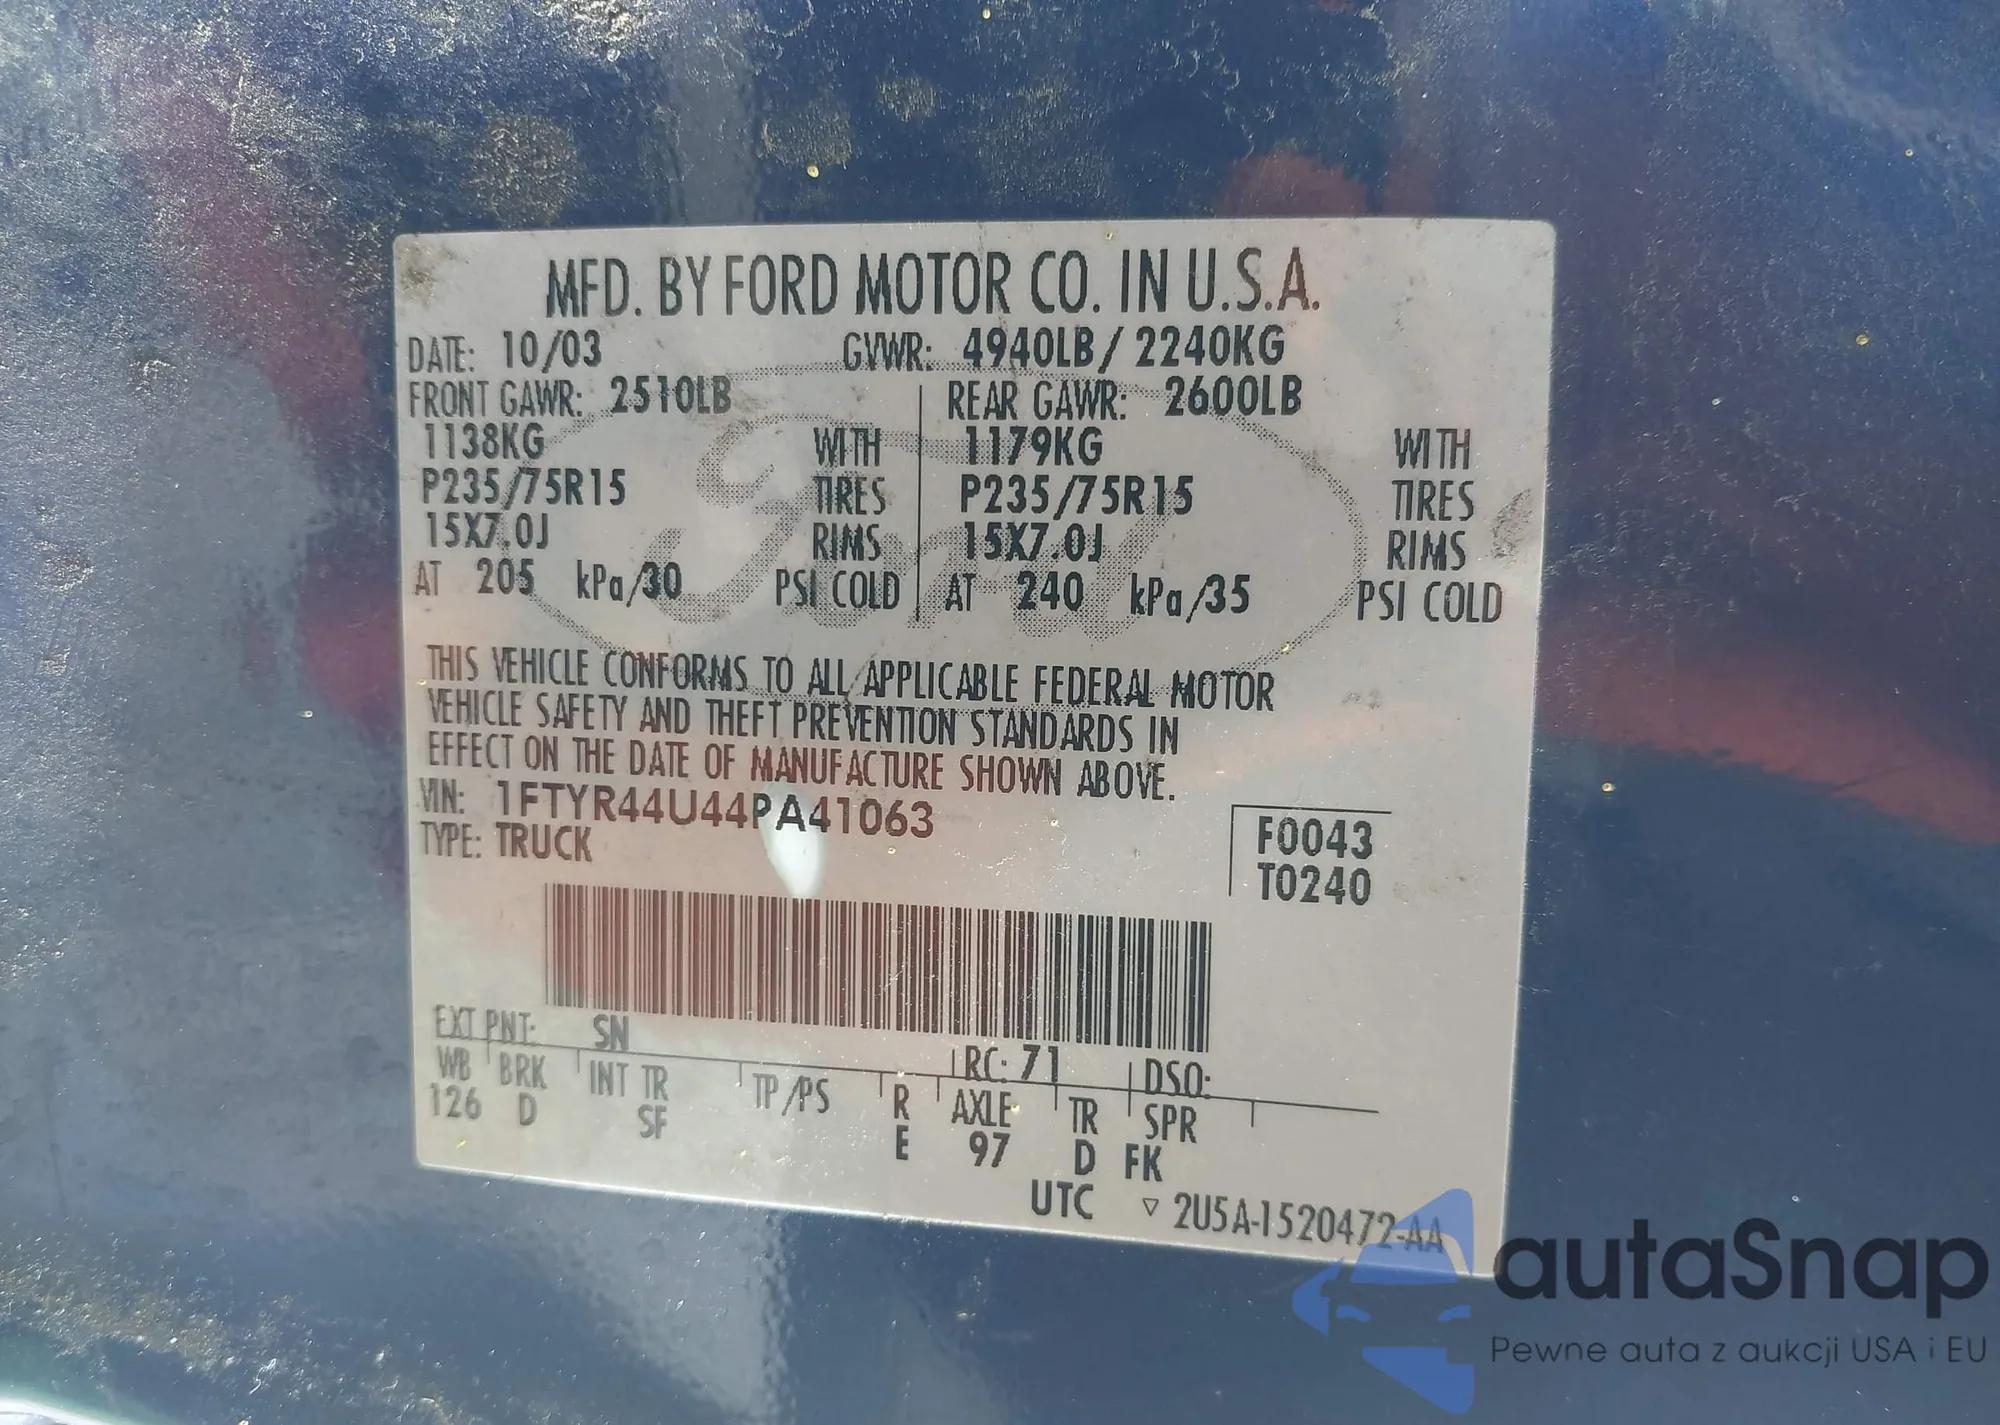 MFD. BY FORD MOTOR CO. IN U.S.A.
DATE: 10/03 GVWR: 4940LB / 2240KG
FRONT GAWR: 2510LB REAR GAWR: 2600LB
1138KG WITH 1179KG WITH
P235/75R15 TIRES P235/75R15 TIRES
15X7.0J RIMS 15X7.0J RIMS
AT 205 kPa/30 PSI COLD AT 240 kPa/35 PSI COLD
Ford
THIS VEHICLE CONFORMS TO ALL APPLICABLE FEDERAL MOTOR
VEHICLE SAFETY AND THEFT PREVENTION STANDARDS IN
EFFECT ON THE DATE OF MANUFACTURE SHOWN ABOVE.
VIN: 1FTYR44U44PA41063
TYPE: TRUCK
F0043
T0240
EXT PNT: SN RC: 71 DSO:
WB BRK INT TR TP/PS R AXLE TR SPR
126 D SF E 97 D FK
UTC ▽ 2U5A-1520472-AA
autaSnap
Pewne auta z aukcji USA i EU